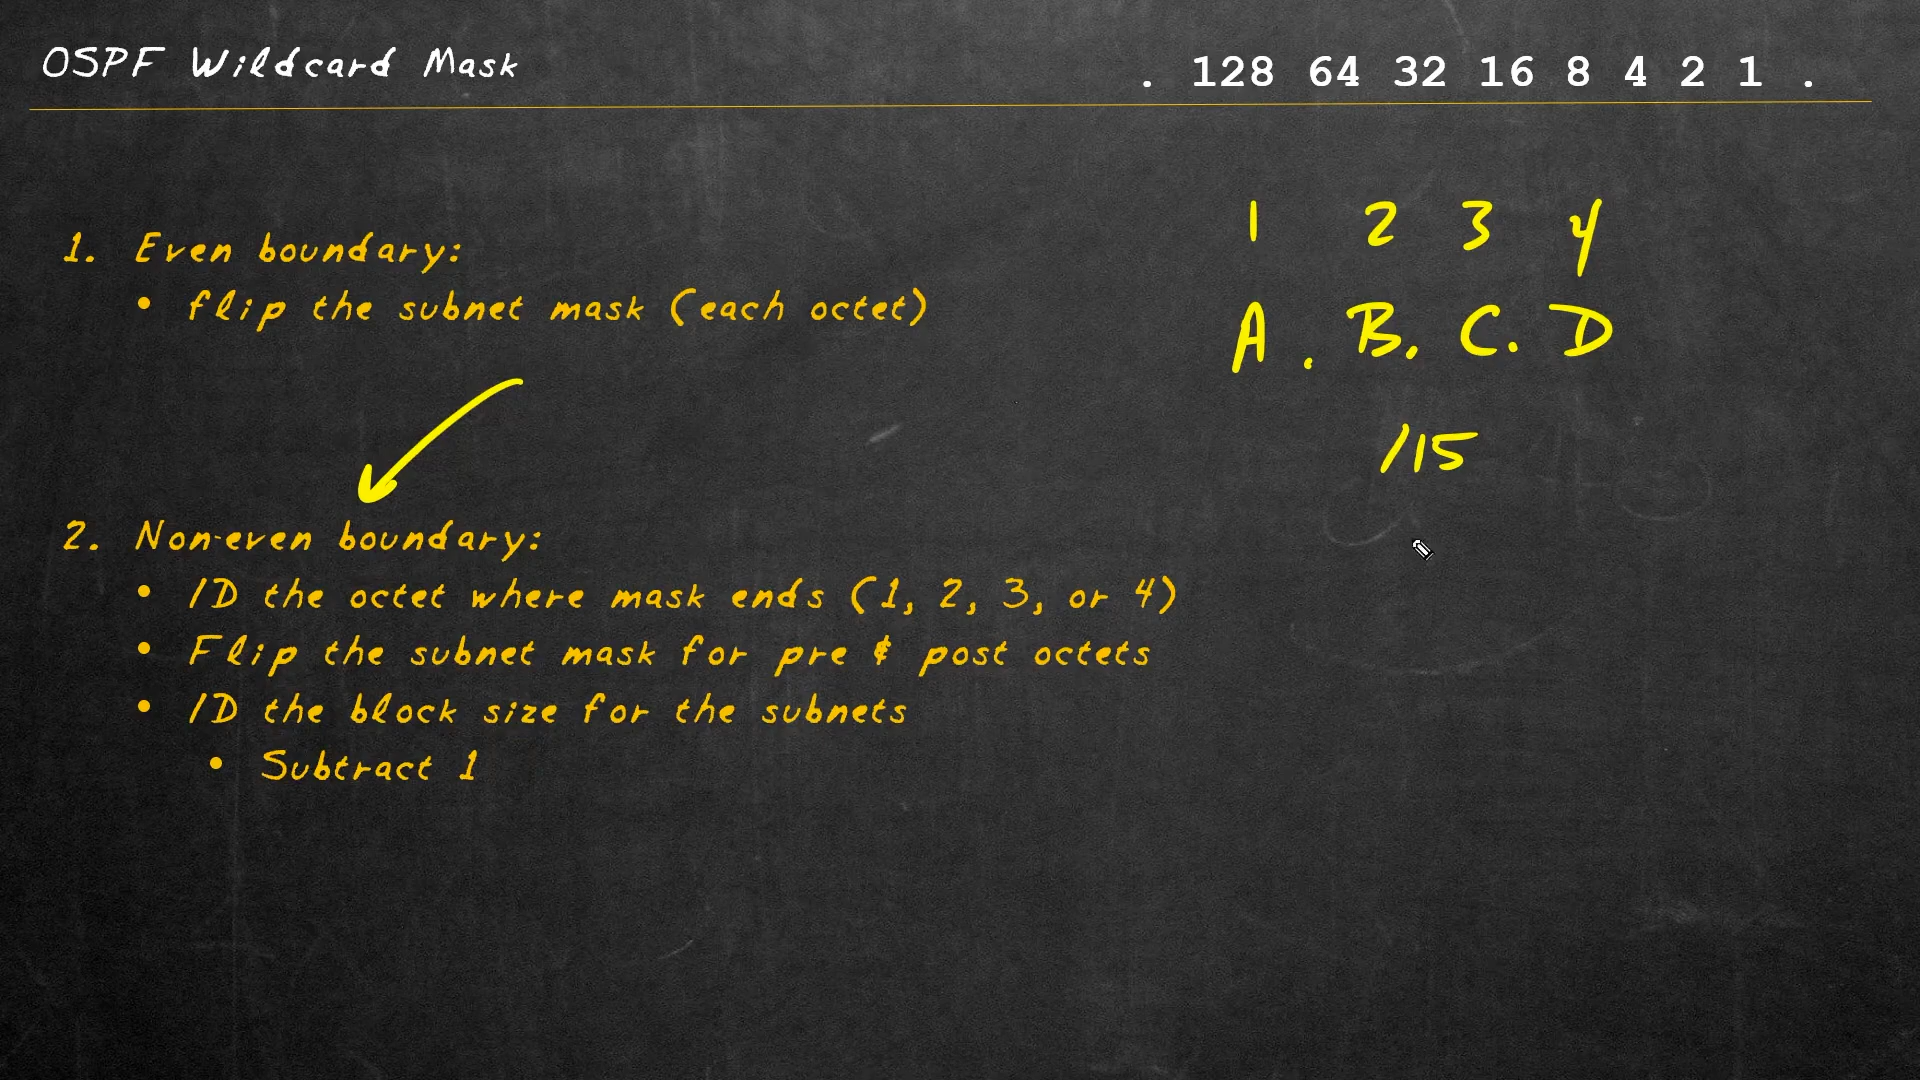 OSPF Wildcard Mask
. 128 64 32 16 8 4 2 1 .
1. Even boundary:
• flip the subnet mask (each octet)
2. Non-even boundary:
• ID the octet where mask ends (1, 2, 3, or 4)
• Flip the subnet mask for pre & post octets
• ID the block size for the subnets
• Subtract 1
1 2 3 4
A . B. C. D
/15